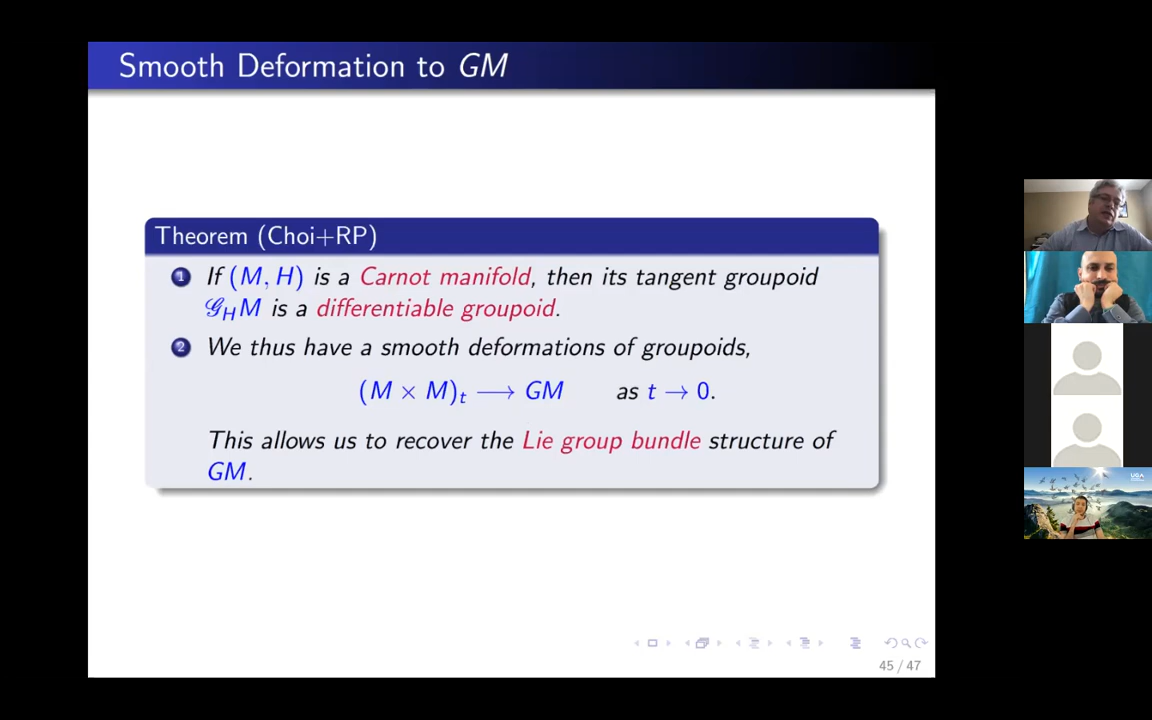 Smooth Deformation to GM
Theorem (Choi+RP)
1 If (M, H) is a Carnot manifold, then its tangent groupoid
𝒢_H M is a differentiable groupoid.
2 We thus have a smooth deformations of groupoids,
(M × M)_t ⟶ GM as t → 0.
This allows us to recover the Lie group bundle structure of
GM.
45 / 47
UGA